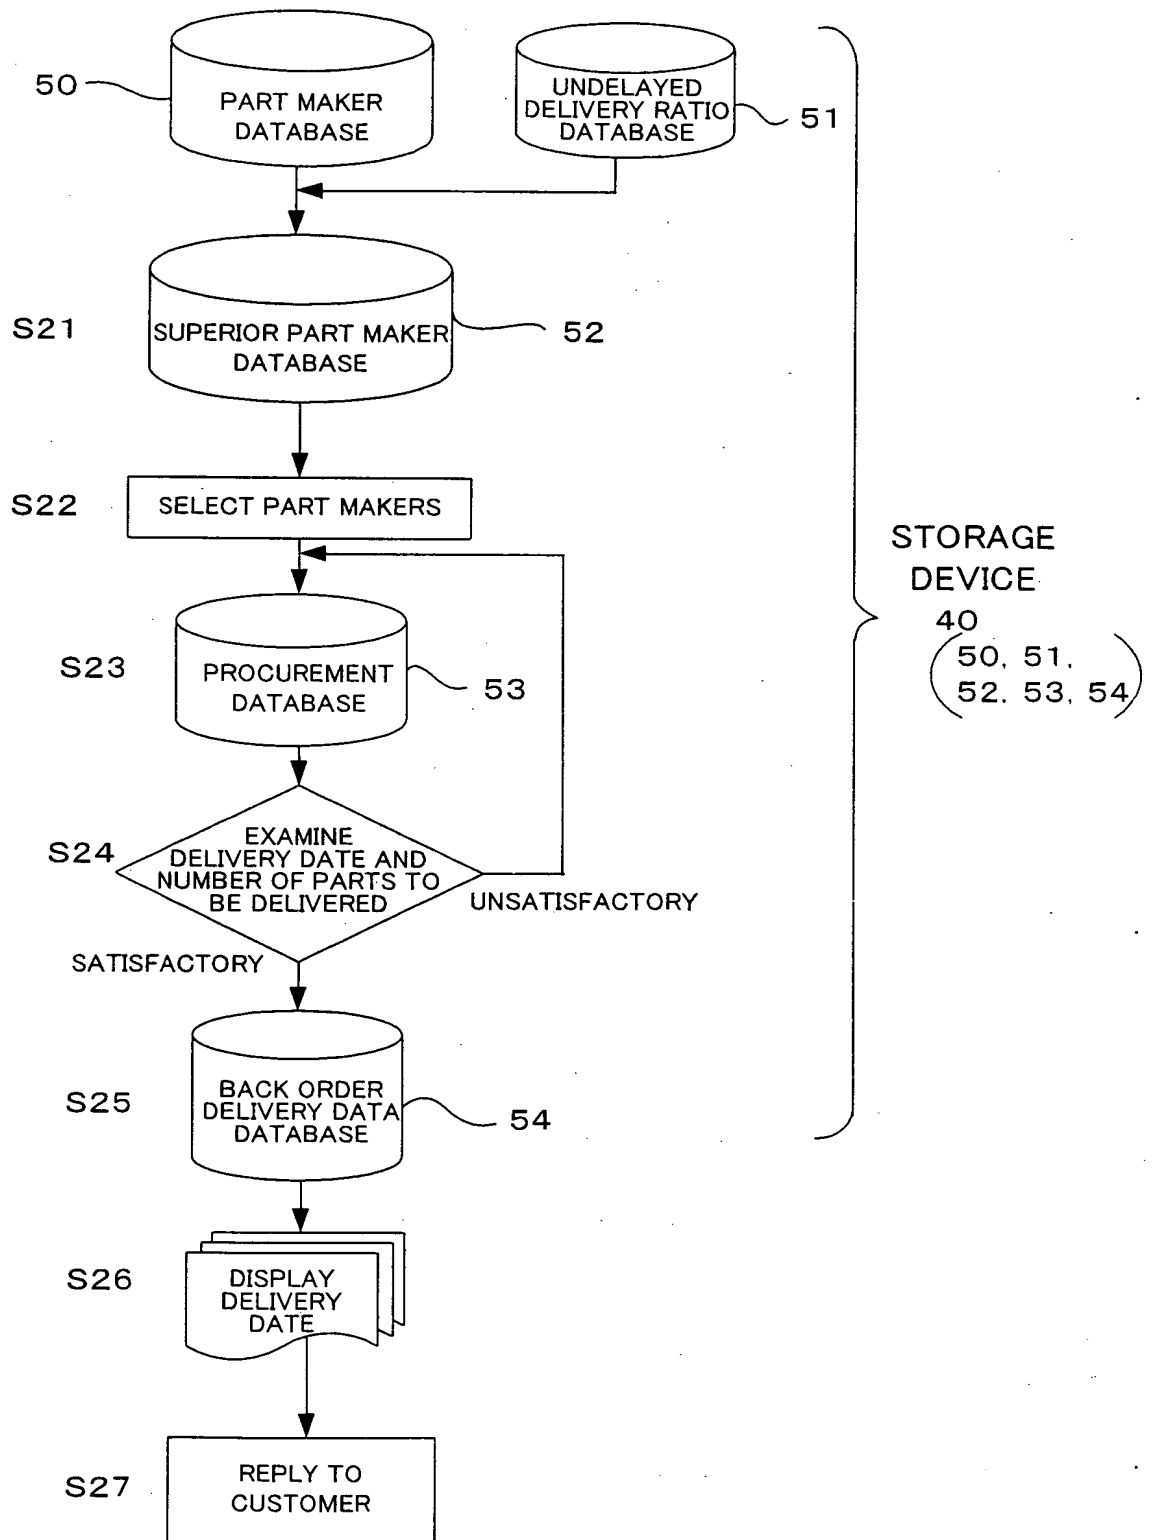 50
PART MAKER
DATABASE
UNDELAYED
DELIVERY RATIO
DATABASE
51
S21
SUPERIOR PART MAKER
DATABASE
52
S22
SELECT PART MAKERS
STORAGE
DEVICE
40
50, 51,
52, 53, 54
S23
PROCUREMENT
DATABASE
53
S24
EXAMINE
DELIVERY DATE AND
NUMBER OF PARTS TO
BE DELIVERED
UNSATISFACTORY
SATISFACTORY
S25
BACK ORDER
DELIVERY DATA
DATABASE
54
S26
DISPLAY
DELIVERY
DATE
S27
REPLY TO
CUSTOMER